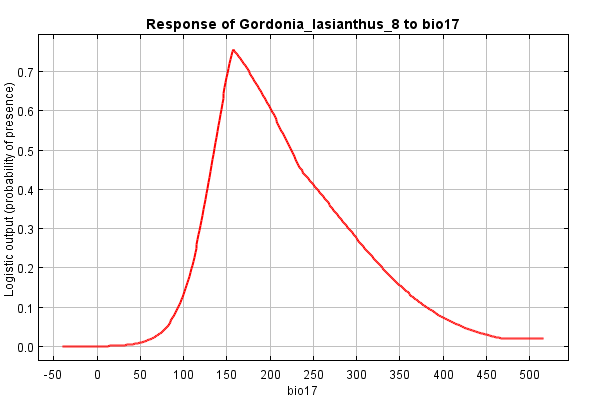 Response of Gordonia_lasianthus_8 to bio17
Logistic output (probability of presence)
0.7
0.6
0.5
0.4
0.3
0.2
0.1
0.0
-50 0 50 100 150 200 250 300 350 400 450 500
bio17